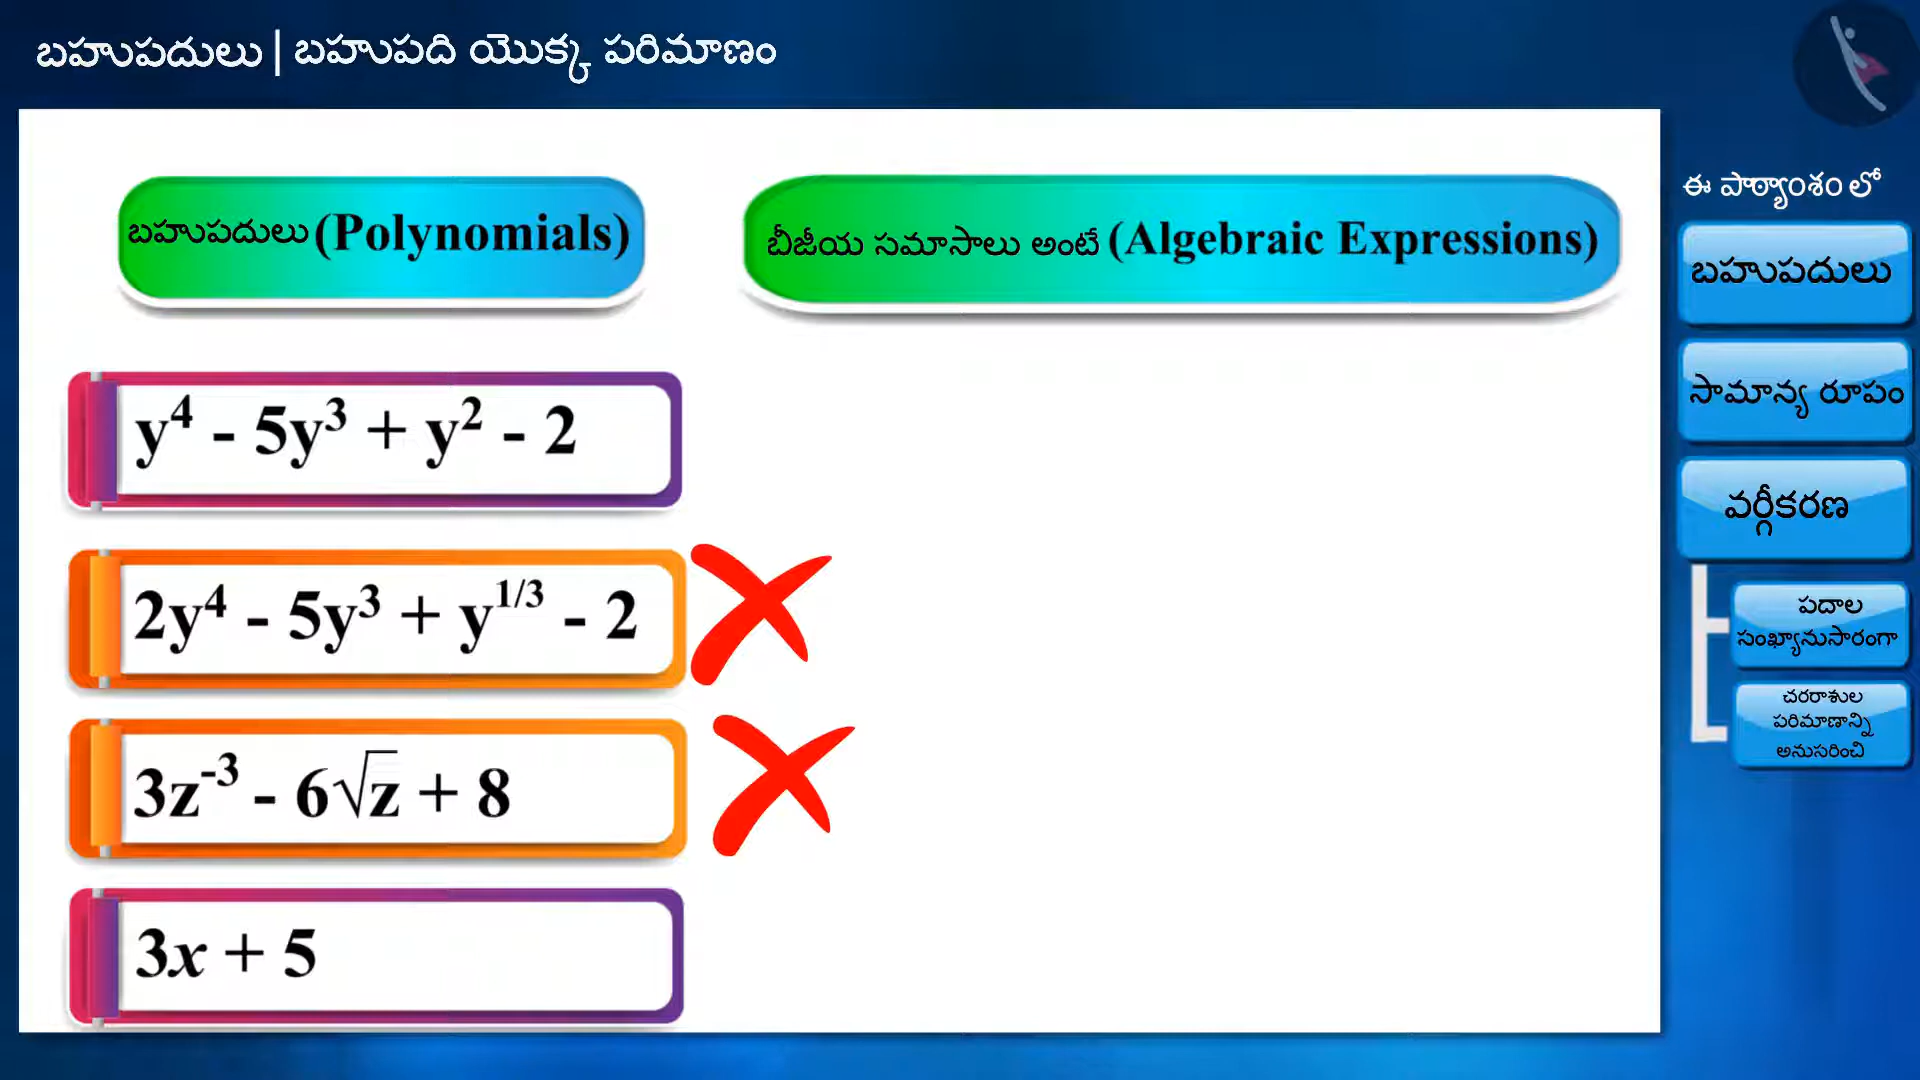 బహుపదులు | బహుపది యొక్క పరిమాణం
బహుపదులు (Polynomials)
బీజీయ సమాసాలు అంటే (Algebraic Expressions)
y⁴ - 5y³ + y² - 2
2y⁴ - 5y³ + y^1/3 - 2
3z⁻³ - 6√z + 8
3x + 5
ఈ పాఠ్యాంశం లో
బహుపదులు
సామాన్య రూపం
వర్గీకరణ
పదాల
సంఖ్యానుసారంగా
చరరాశుల
పరిమాణాన్ని
అనుసరించి